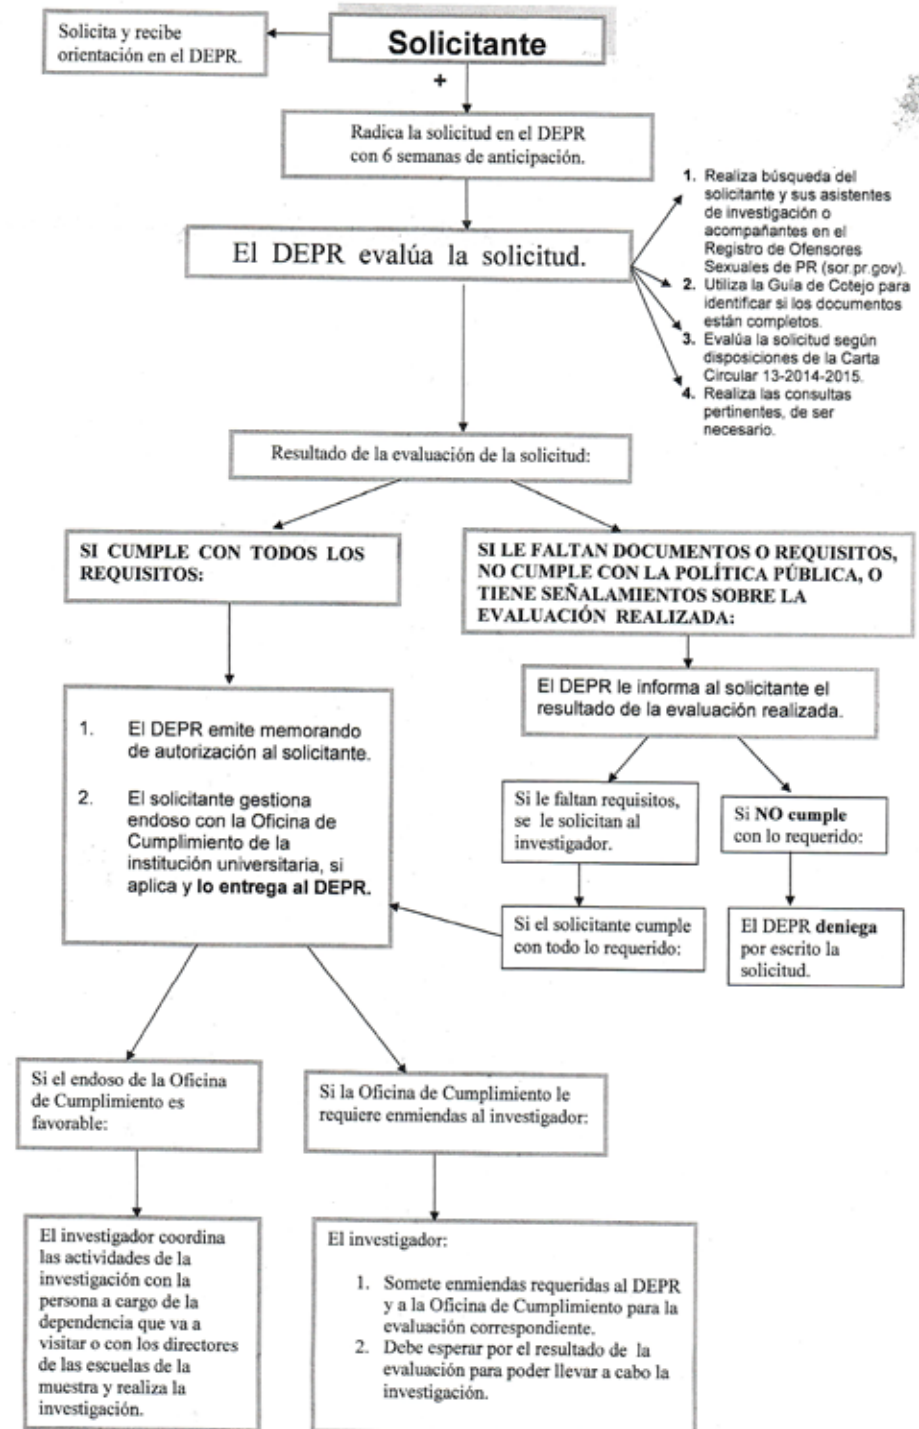 Solicita y recibe
orientación en el DEPR.
Solicitante
+
Radica la solicitud en el DEPR
con 6 semanas de anticipación.
El DEPR evalúa la solicitud.
1. Realiza búsqueda del
solicitante y sus asistentes
de investigación o
acompañantes en el
Registro de Ofensores
Sexuales de PR (sor.pr.gov).
2. Utiliza la Guía de Cotejo para
identificar si los documentos
están completos.
3. Evalúa la solicitud según
disposiciones de la Carta
Circular 13-2014-2015.
4. Realiza las consultas
pertinentes, de ser
necesario.
Resultado de la evaluación de la solicitud:
SI CUMPLE CON TODOS LOS
REQUISITOS:
SI LE FALTAN DOCUMENTOS O REQUISITOS,
NO CUMPLE CON LA POLÍTICA PÚBLICA, O
TIENE SEÑALAMIENTOS SOBRE LA
EVALUACIÓN REALIZADA:
1. El DEPR emite memorando
de autorización al solicitante.
2. El solicitante gestiona
endoso con la Oficina de
Cumplimiento de la
institución universitaria, si
aplica y lo entrega al DEPR.
El DEPR le informa al solicitante el
resultado de la evaluación realizada.
Si le faltan requisitos,
se le solicitan al
investigador.
Si NO cumple
con lo requerido:
Si el solicitante cumple
con todo lo requerido:
El DEPR deniega
por escrito la
solicitud.
Si el endoso de la Oficina
de Cumplimiento es
favorable:
Si la Oficina de Cumplimiento le
requiere enmiendas al investigador:
El investigador coordina
las actividades de la
investigación con la
persona a cargo de la
dependencia que va a
visitar o con los directores
de las escuelas de la
muestra y realiza la
investigación.
El investigador:
1. Somete enmiendas requeridas al DEPR
y a la Oficina de Cumplimiento para la
evaluación correspondiente.
2. Debe esperar por el resultado de la
evaluación para poder llevar a cabo la
investigación.